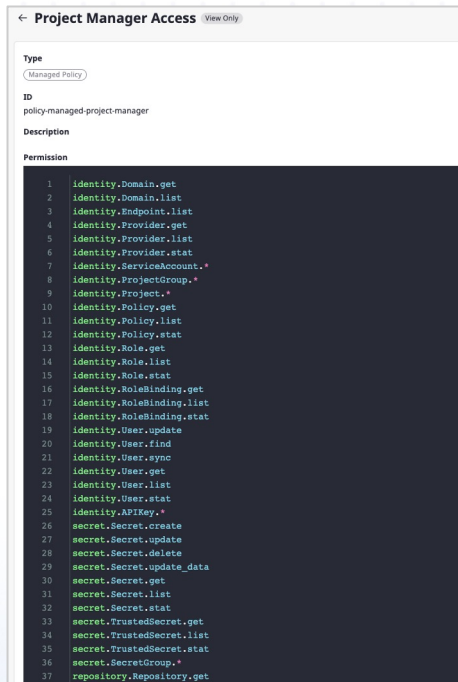 ← Project Manager Access View Only
Type
Managed Policy
ID
policy-managed-project-manager
Description
Permission
1 identity.Domain.get
2 identity.Domain.list
3 identity.Endpoint.list
4 identity.Provider.get
5 identity.Provider.list
6 identity.Provider.stat
7 identity.ServiceAccount.*
8 identity.ProjectGroup.*
9 identity.Project.*
10 identity.Policy.get
11 identity.Policy.list
12 identity.Policy.stat
13 identity.Role.get
14 identity.Role.list
15 identity.Role.stat
16 identity.RoleBinding.get
17 identity.RoleBinding.list
18 identity.RoleBinding.stat
19 identity.User.update
20 identity.User.find
21 identity.User.sync
22 identity.User.get
23 identity.User.list
24 identity.User.stat
25 identity.APIKey.*
26 secret.Secret.create
27 secret.Secret.update
28 secret.Secret.delete
29 secret.Secret.update_data
30 secret.Secret.get
31 secret.Secret.list
32 secret.Secret.stat
33 secret.TrustedSecret.get
34 secret.TrustedSecret.list
35 secret.TrustedSecret.stat
36 secret.SecretGroup.*
37 repository.Repository.get